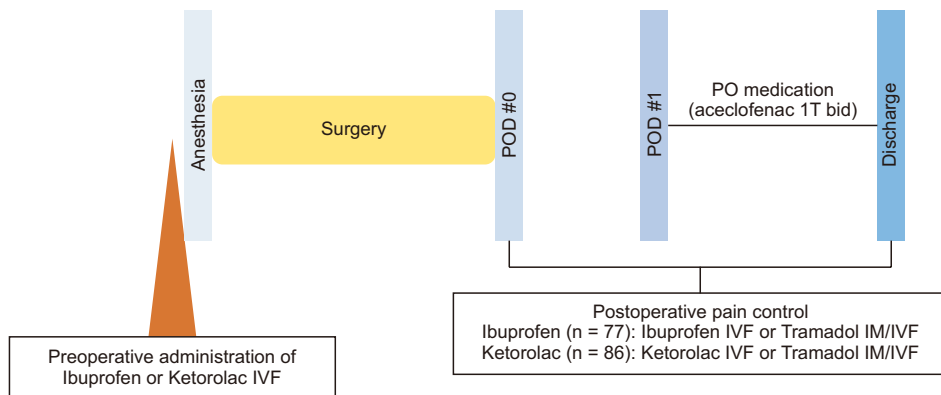 Anesthesia
Surgery
POD #0
POD #1
PO medication
(aceclofenac 1T bid)
Discharge
Preoperative administration of
Ibuprofen or Ketorolac IVF
Postoperative pain control
Ibuprofen (n = 77): Ibuprofen IVF or Tramadol IM/IVF
Ketorolac (n = 86): Ketorolac IVF or Tramadol IM/IVF